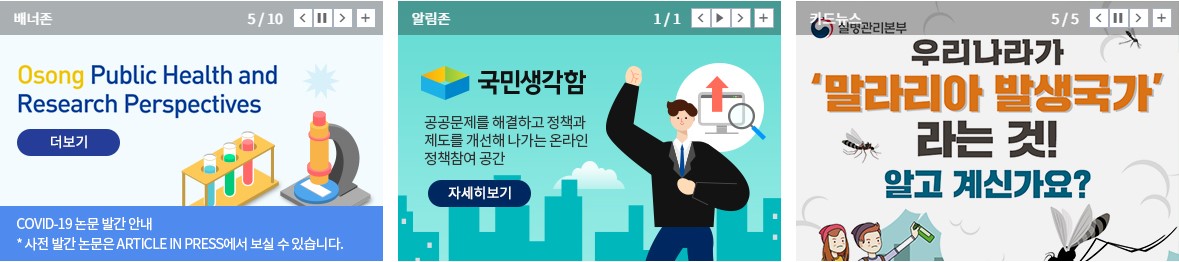 배너존 5 / 10
Osong Public Health and
Research Perspectives
더보기
COVID-19 논문 발간 안내
* 사전 발간 논문은 ARTICLE IN PRESS에서 보실 수 있습니다.
알림존 1 / 1
국민생각함
공공문제를 해결하고 정책과
제도를 개선해 나가는 온라인
정책참여 공간
자세히보기
카드뉴스 5 / 5
질병관리본부
우리나라가
‘말라리아 발생국가’
라는 것!
알고 계신가요?